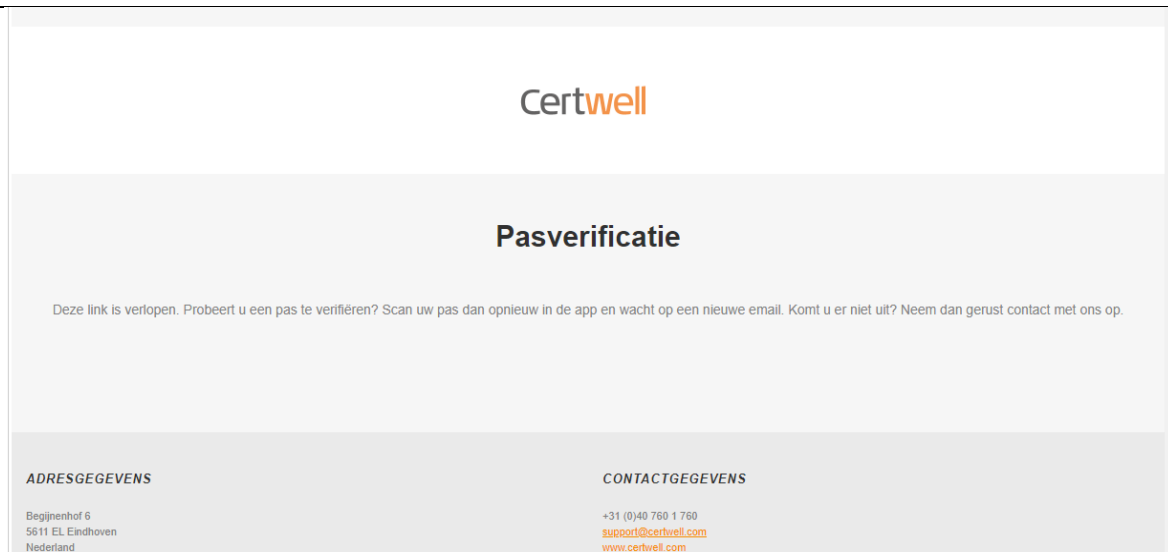 Certwell
Pasverificatie
Deze link is verlopen. Probeert u een pas te verifiëren? Scan uw pas dan opnieuw in de app en wacht op een nieuwe email. Komt u er niet uit? Neem dan gerust contact met ons op.
ADRESGEGEVENS
Begijnenhof 6
5611 EL Eindhoven
Nederland
CONTACTGEGEVENS
+31 (0)40 760 1 760
support@certwell.com
www.certwell.com